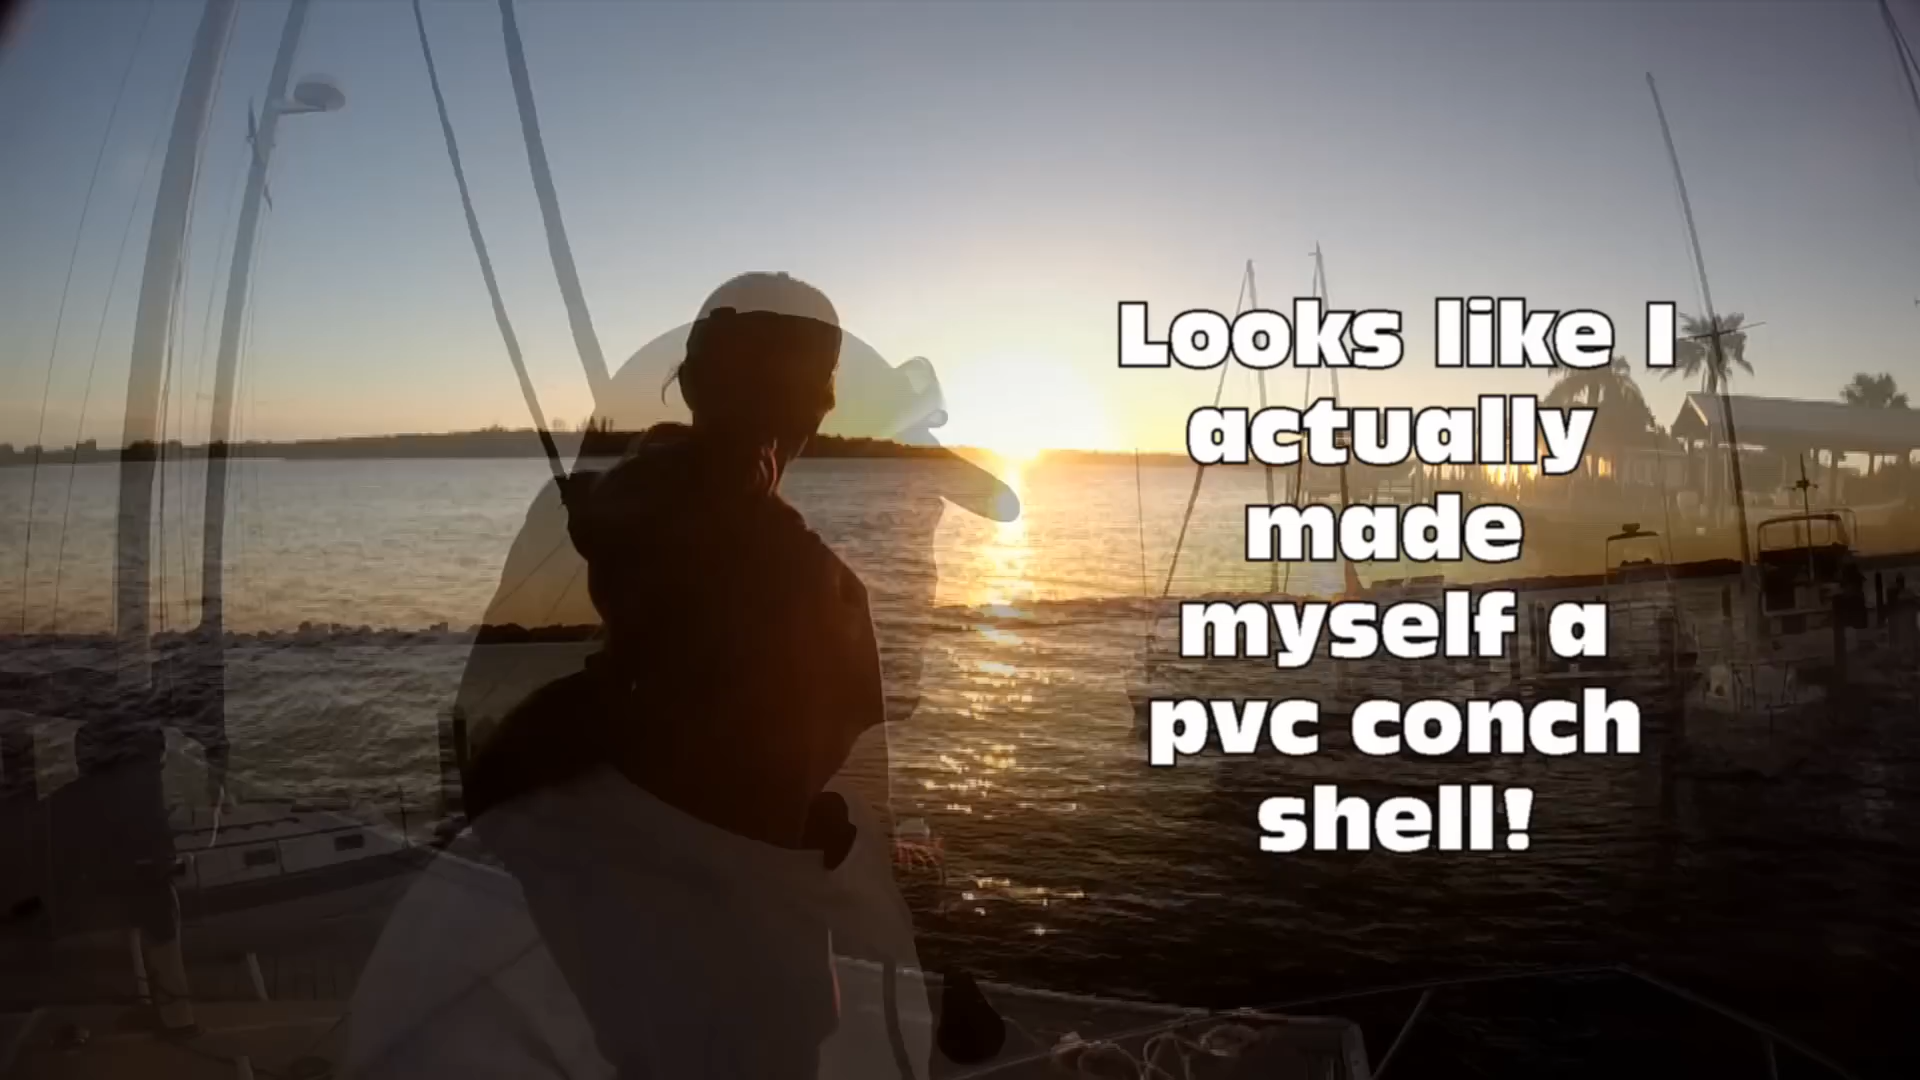 Looks like I
actually
made
myself a
pvc conch
shell!